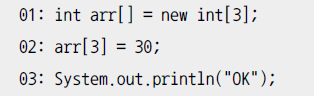 01: int arr[] = new int[3];
02: arr[3] = 30;
03: System.out.println("OK");